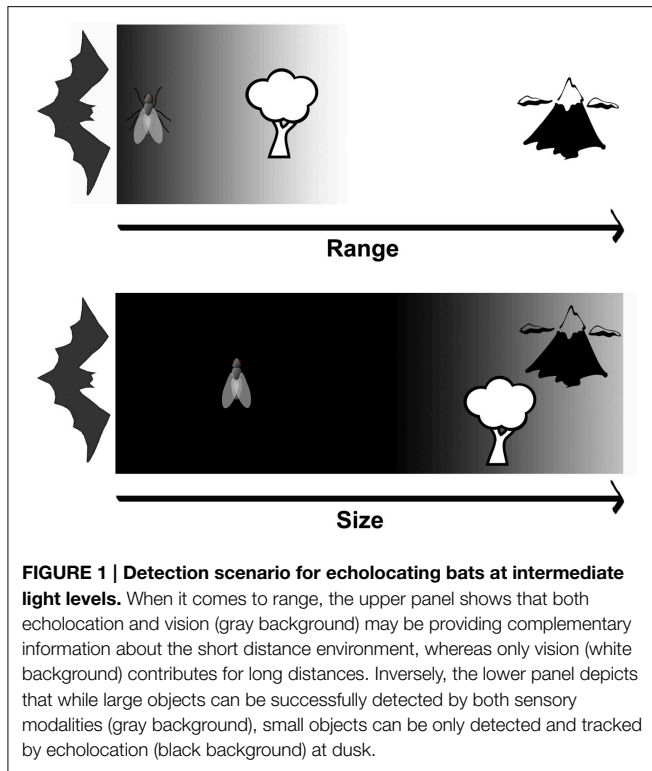 Range
Size
FIGURE 1 | Detection scenario for echolocating bats at intermediate
light levels. When it comes to range, the upper panel shows that both
echolocation and vision (gray background) may be providing complementary
information about the short distance environment, whereas only vision (white
background) contributes for long distances. Inversely, the lower panel depicts
that while large objects can be successfully detected by both sensory
modalities (gray background), small objects can be only detected and tracked
by echolocation (black background) at dusk.